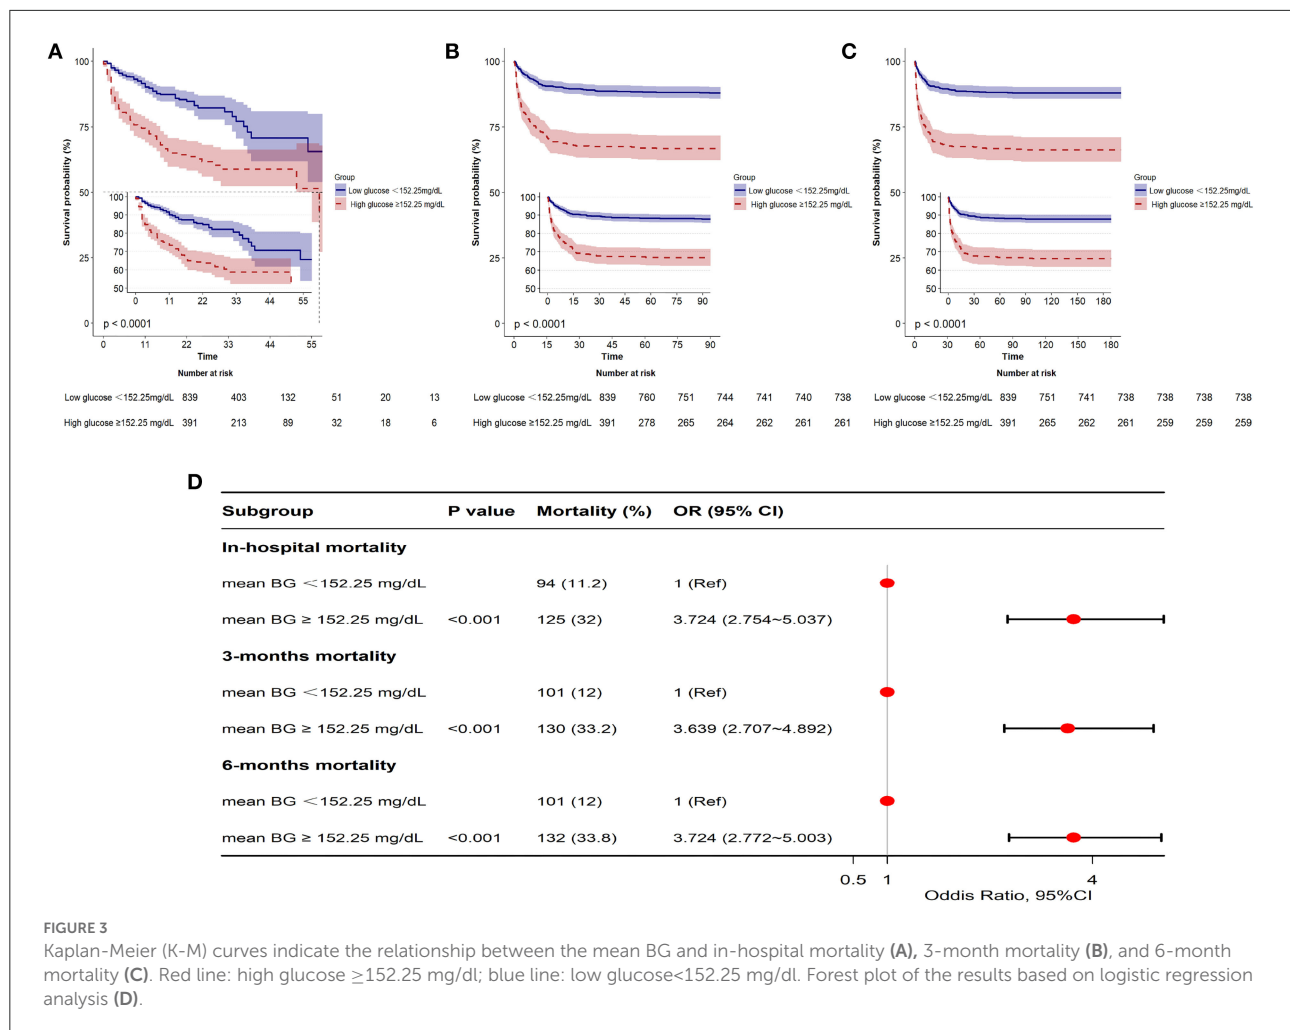 A
Survival probability (%)
100
75
50
25
0
100
90
80
70
60
50
0 11 22 33 44 55
p < 0.0001
0 11 22 33 44 55
Time
Group
Low glucose <152.25mg/dL
High glucose ≥152.25 mg/dL
Number at risk
Low glucose <152.25mg/dL 839 403 132 51 20 13
High glucose ≥152.25 mg/dL 391 213 89 32 18 6
B
Survival probability (%)
100
75
50
25
0
100
90
80
70
60
50
0 15 30 45 60 75 90
p < 0.0001
0 15 30 45 60 75 90
Time
Group
Low glucose <152.25mg/dL
High glucose ≥152.25 mg/dL
Number at risk
Low glucose <152.25mg/dL 839 760 751 744 741 740 738
High glucose ≥152.25 mg/dL 391 278 265 264 262 261 261
C
Survival probability (%)
100
75
50
25
0
100
90
80
70
60
50
0 30 60 90 120 150 180
p < 0.0001
0 30 60 90 120 150 180
Time
Group
Low glucose <152.25mg/dL
High glucose ≥152.25 mg/dL
Number at risk
Low glucose <152.25mg/dL 839 751 741 738 738 738 738
High glucose ≥152.25 mg/dL 391 265 262 261 259 259 259
D
Subgroup P value Mortality (%) OR (95% CI)
In-hospital mortality
mean BG <152.25 mg/dL 94 (11.2) 1 (Ref)
mean BG ≥ 152.25 mg/dL <0.001 125 (32) 3.724 (2.754~5.037)
3-months mortality
mean BG <152.25 mg/dL 101 (12) 1 (Ref)
mean BG ≥ 152.25 mg/dL <0.001 130 (33.2) 3.639 (2.707~4.892)
6-months mortality
mean BG <152.25 mg/dL 101 (12) 1 (Ref)
mean BG ≥ 152.25 mg/dL <0.001 132 (33.8) 3.724 (2.772~5.003)
0.5 1 4
Oddis Ratio, 95%CI
FIGURE 3
Kaplan-Meier (K-M) curves indicate the relationship between the mean BG and in-hospital mortality (A), 3-month mortality (B), and 6-month
mortality (C). Red line: high glucose ≥152.25 mg/dl; blue line: low glucose<152.25 mg/dl. Forest plot of the results based on logistic regression
analysis (D).